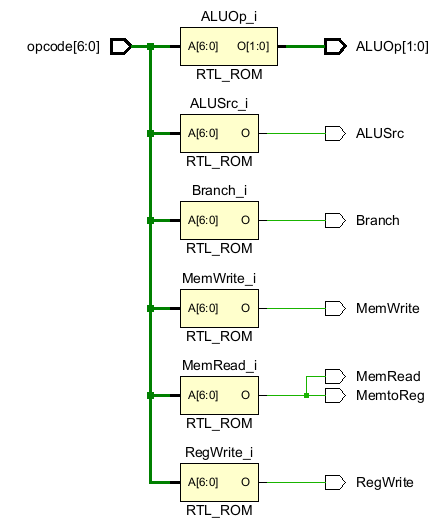 ALUOp_i
opcode[6:0] A[6:0] O[1:0] ALUOp[1:0]
RTL_ROM
ALUSrc_i
A[6:0] O ALUSrc
RTL_ROM
Branch_i
A[6:0] O Branch
RTL_ROM
MemWrite_i
A[6:0] O MemWrite
RTL_ROM
MemRead_i
MemRead
A[6:0] O MemtoReg
RTL_ROM
RegWrite_i
A[6:0] O RegWrite
RTL_ROM